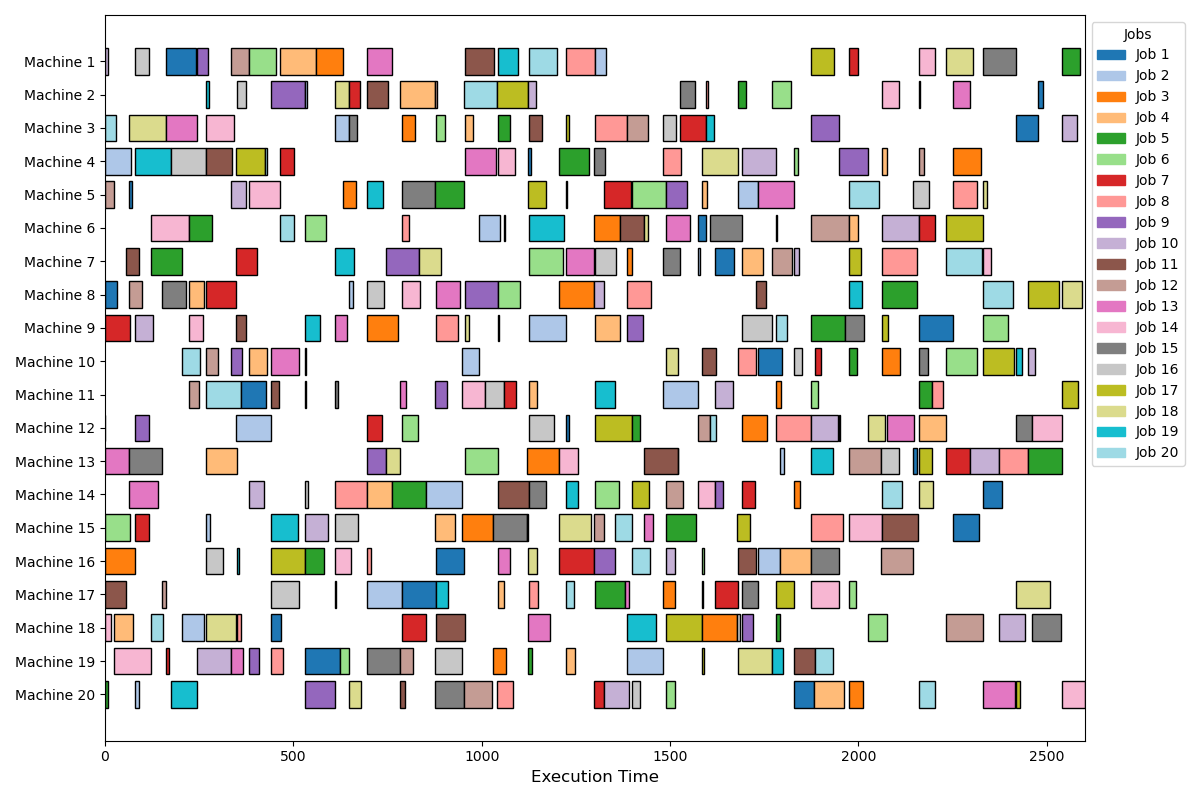 Machine 1
Machine 2
Machine 3
Machine 4
Machine 5
Machine 6
Machine 7
Machine 8
Machine 9
Machine 10
Machine 11
Machine 12
Machine 13
Machine 14
Machine 15
Machine 16
Machine 17
Machine 18
Machine 19
Machine 20
0 500 1000 1500 2000 2500
Execution Time
Jobs
Job 1
Job 2
Job 3
Job 4
Job 5
Job 6
Job 7
Job 8
Job 9
Job 10
Job 11
Job 12
Job 13
Job 14
Job 15
Job 16
Job 17
Job 18
Job 19
Job 20